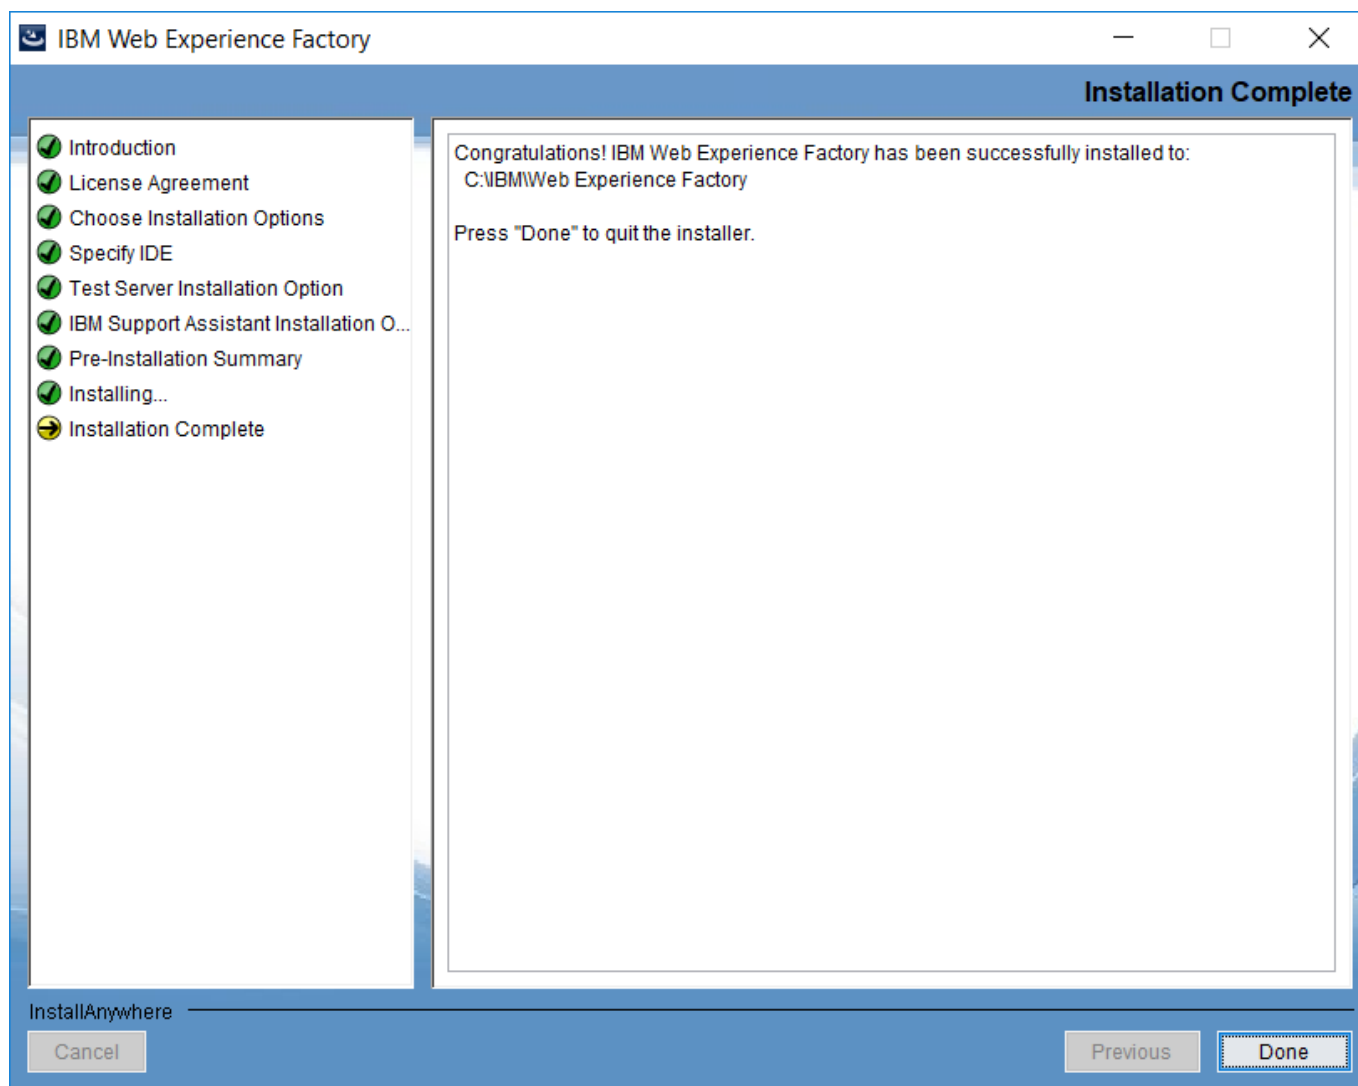 IBM Web Experience Factory
Installation Complete
Introduction
License Agreement
Choose Installation Options
Specify IDE
Test Server Installation Option
IBM Support Assistant Installation O...
Pre-Installation Summary
Installing...
Installation Complete
Congratulations! IBM Web Experience Factory has been successfully installed to:
C:\IBM\Web Experience Factory
Press "Done" to quit the installer.
InstallAnywhere
Cancel
Previous
Done